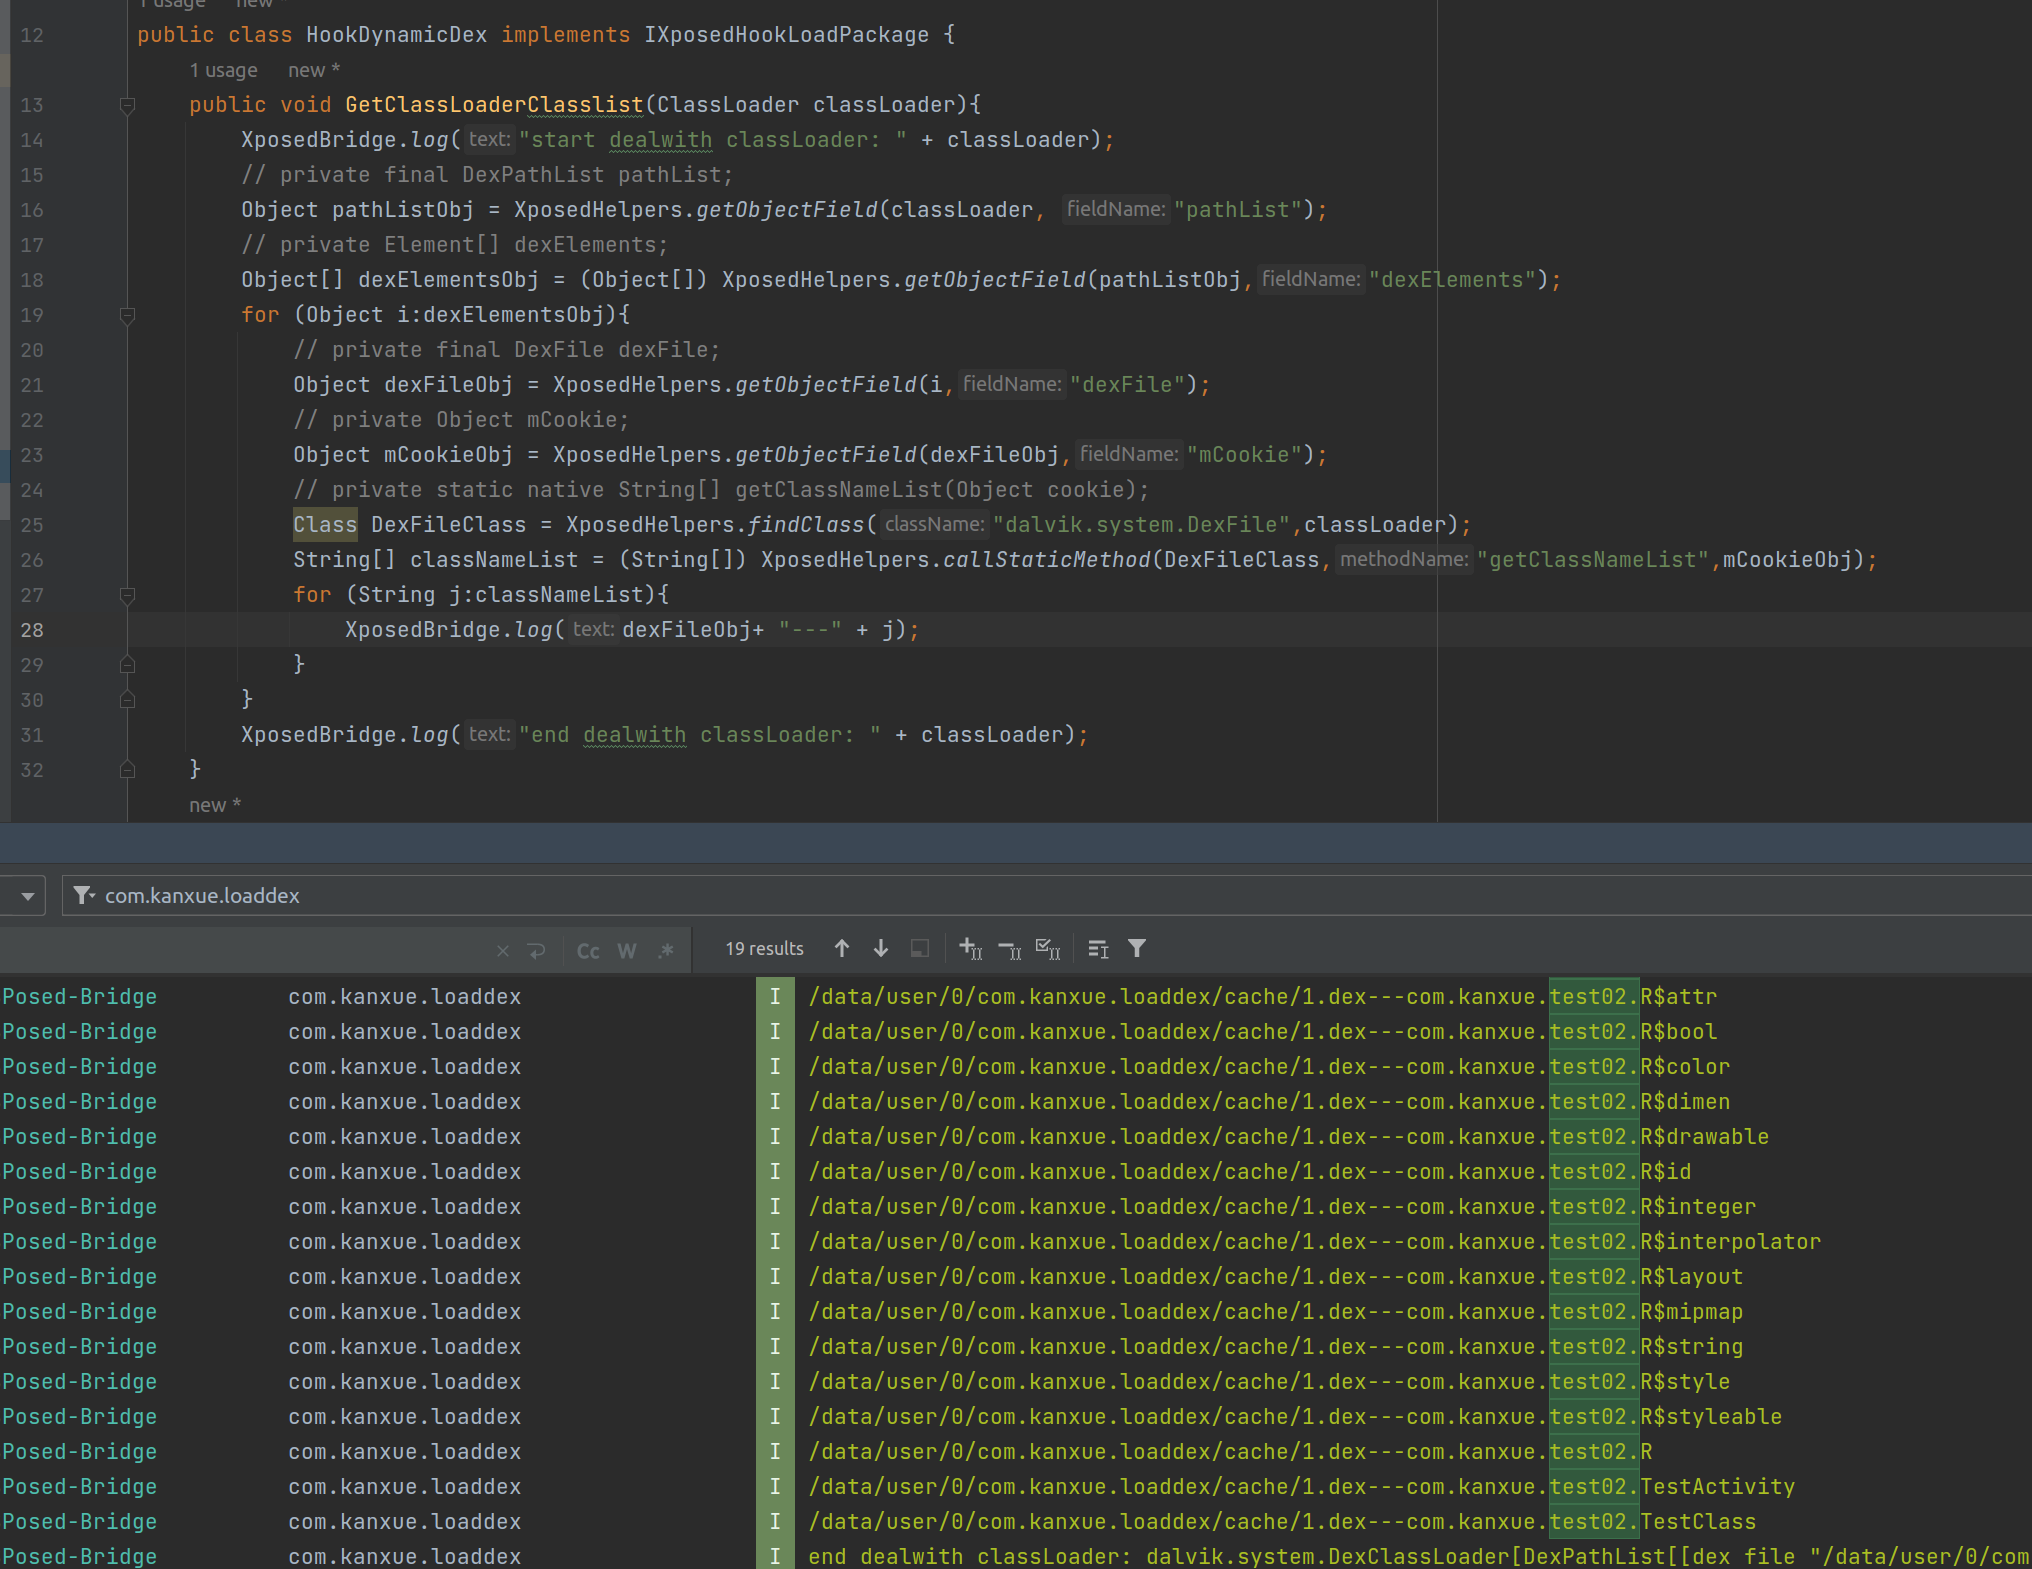 1 usage new *
12 public class HookDynamicDex implements IXposedHookLoadPackage {
1 usage new *
13 public void GetClassLoaderClasslist(ClassLoader classLoader){
14 XposedBridge.log( text: "start dealwith classLoader: " + classLoader);
15 // private final DexPathList pathList;
16 Object pathListObj = XposedHelpers.getObjectField(classLoader, fieldName: "pathList");
17 // private Element[] dexElements;
18 Object[] dexElementsObj = (Object[]) XposedHelpers.getObjectField(pathListObj, fieldName: "dexElements");
19 for (Object i:dexElementsObj){
20 // private final DexFile dexFile;
21 Object dexFileObj = XposedHelpers.getObjectField(i, fieldName: "dexFile");
22 // private Object mCookie;
23 Object mCookieObj = XposedHelpers.getObjectField(dexFileObj, fieldName: "mCookie");
24 // private static native String[] getClassNameList(Object cookie);
25 Class DexFileClass = XposedHelpers.findClass( className: "dalvik.system.DexFile",classLoader);
26 String[] classNameList = (String[]) XposedHelpers.callStaticMethod(DexFileClass, methodName: "getClassNameList",mCookieObj);
27 for (String j:classNameList){
28 XposedBridge.log( text: dexFileObj+ "---" + j);
29 }
30 }
31 XposedBridge.log( text: "end dealwith classLoader: " + classLoader);
32 }
new *
com.kanxue.loaddex
Cc W .* 19 results
Posed-Bridge com.kanxue.loaddex I /data/user/0/com.kanxue.loaddex/cache/1.dex---com.kanxue.test02.R$attr
Posed-Bridge com.kanxue.loaddex I /data/user/0/com.kanxue.loaddex/cache/1.dex---com.kanxue.test02.R$bool
Posed-Bridge com.kanxue.loaddex I /data/user/0/com.kanxue.loaddex/cache/1.dex---com.kanxue.test02.R$color
Posed-Bridge com.kanxue.loaddex I /data/user/0/com.kanxue.loaddex/cache/1.dex---com.kanxue.test02.R$dimen
Posed-Bridge com.kanxue.loaddex I /data/user/0/com.kanxue.loaddex/cache/1.dex---com.kanxue.test02.R$drawable
Posed-Bridge com.kanxue.loaddex I /data/user/0/com.kanxue.loaddex/cache/1.dex---com.kanxue.test02.R$id
Posed-Bridge com.kanxue.loaddex I /data/user/0/com.kanxue.loaddex/cache/1.dex---com.kanxue.test02.R$integer
Posed-Bridge com.kanxue.loaddex I /data/user/0/com.kanxue.loaddex/cache/1.dex---com.kanxue.test02.R$interpolator
Posed-Bridge com.kanxue.loaddex I /data/user/0/com.kanxue.loaddex/cache/1.dex---com.kanxue.test02.R$layout
Posed-Bridge com.kanxue.loaddex I /data/user/0/com.kanxue.loaddex/cache/1.dex---com.kanxue.test02.R$mipmap
Posed-Bridge com.kanxue.loaddex I /data/user/0/com.kanxue.loaddex/cache/1.dex---com.kanxue.test02.R$string
Posed-Bridge com.kanxue.loaddex I /data/user/0/com.kanxue.loaddex/cache/1.dex---com.kanxue.test02.R$style
Posed-Bridge com.kanxue.loaddex I /data/user/0/com.kanxue.loaddex/cache/1.dex---com.kanxue.test02.R$styleable
Posed-Bridge com.kanxue.loaddex I /data/user/0/com.kanxue.loaddex/cache/1.dex---com.kanxue.test02.R
Posed-Bridge com.kanxue.loaddex I /data/user/0/com.kanxue.loaddex/cache/1.dex---com.kanxue.test02.TestActivity
Posed-Bridge com.kanxue.loaddex I /data/user/0/com.kanxue.loaddex/cache/1.dex---com.kanxue.test02.TestClass
Posed-Bridge com.kanxue.loaddex I end dealwith classLoader: dalvik.system.DexClassLoader[DexPathList[[dex file "/data/user/0/com